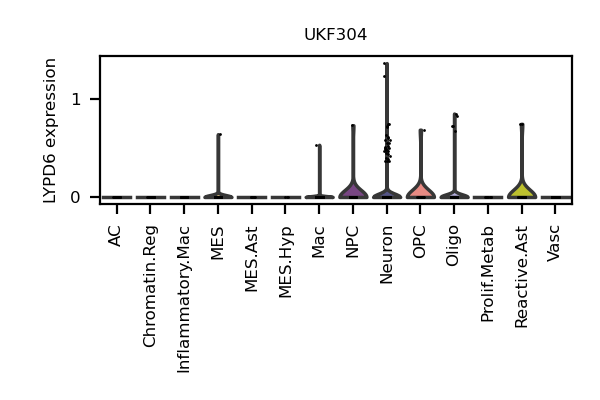 UKF304
LYPD6 expression
1
0
AC
Chromatin.Reg
Inflammatory.Mac
MES
MES.Ast
MES.Hyp
Mac
NPC
Neuron
OPC
Oligo
Prolif.Metab
Reactive.Ast
Vasc